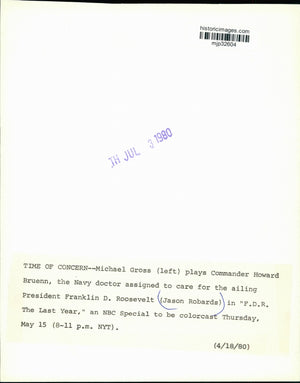 historicimages.com
mjp32604
TH JUL 3 1980
TIME OF CONCERN--Michael Gross (left) plays Commander Howard
Bruenn, the Navy doctor assigned to care for the ailing
President Franklin D. Roosevelt (Jason Robards) in "F.D.R.
The Last Year," an NBC Special to be colorcast Thursday,
May 15 (8-11 p.m. NYT).
(4/18/80)